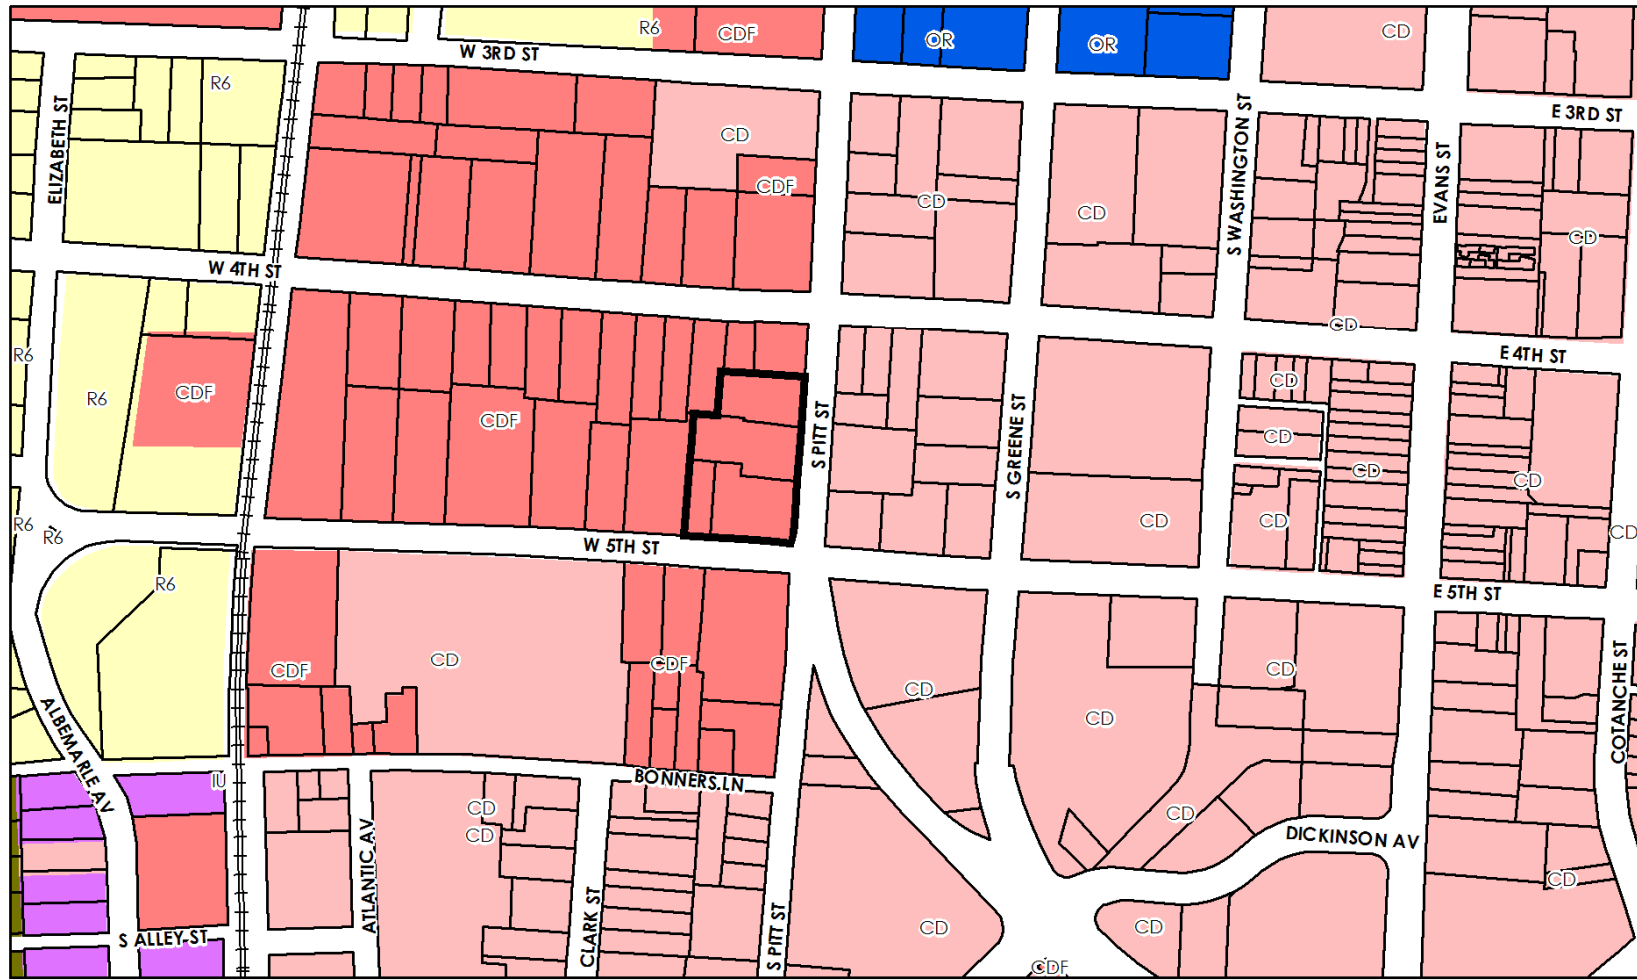 R6
CDF
OR
OR
CD
W 3RD ST
R6
E 3RD ST
ELIZABETH ST
CD
S WASHINGTON ST
EVANS ST
CDF
CD
CD
CD
W 4TH ST
CD
R6
E 4TH ST
R6
CDF
CDF
S PITT ST
S GREENE ST
CD
CD
CD
CD
R6
R6
CD
CD
CD
W 5TH ST
R6
E 5TH ST
CDF
CD
CDF
CD
CD
CD
COTANCHE ST
ALBEMARLE AV
IU
BONNERS LN
CD
CD
CD
DICKINSON AV
ATLANTIC AV
CLARK ST
S PITT ST
CD
S ALLEY ST
CD
CD
CDF